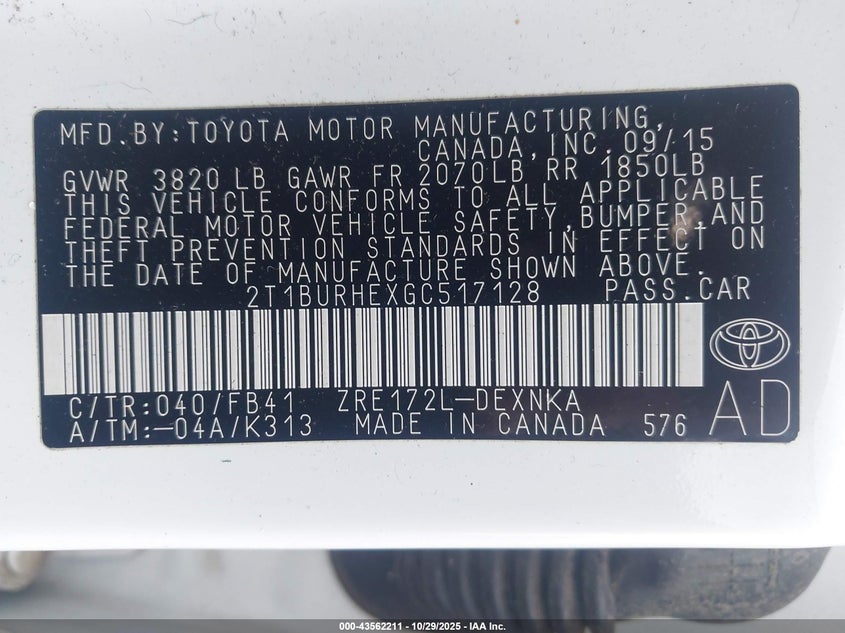 MFD.BY:TOYOTA MOTOR MANUFACTURING,
CANADA,INC.09/15
GVWR 3820 LB GAWR FR 2070LB RR 1850LB
THIS VEHICLE CONFORMS TO ALL APPLICABLE
FEDERAL MOTOR VEHICLE SAFETY,BUMPER,AND
THEFT PREVENTION STANDARDS IN EFFECT ON
THE DATE OF MANUFACTURE SHOWN ABOVE.
2T1BURHEXGC517128 PASS.CAR
C/TR:040/FB41 ZRE172L-DEXNKA
A/TM:-04A/K313 MADE IN CANADA 576 AD
000-43562211 - 10/29/2025 - IAA Inc.